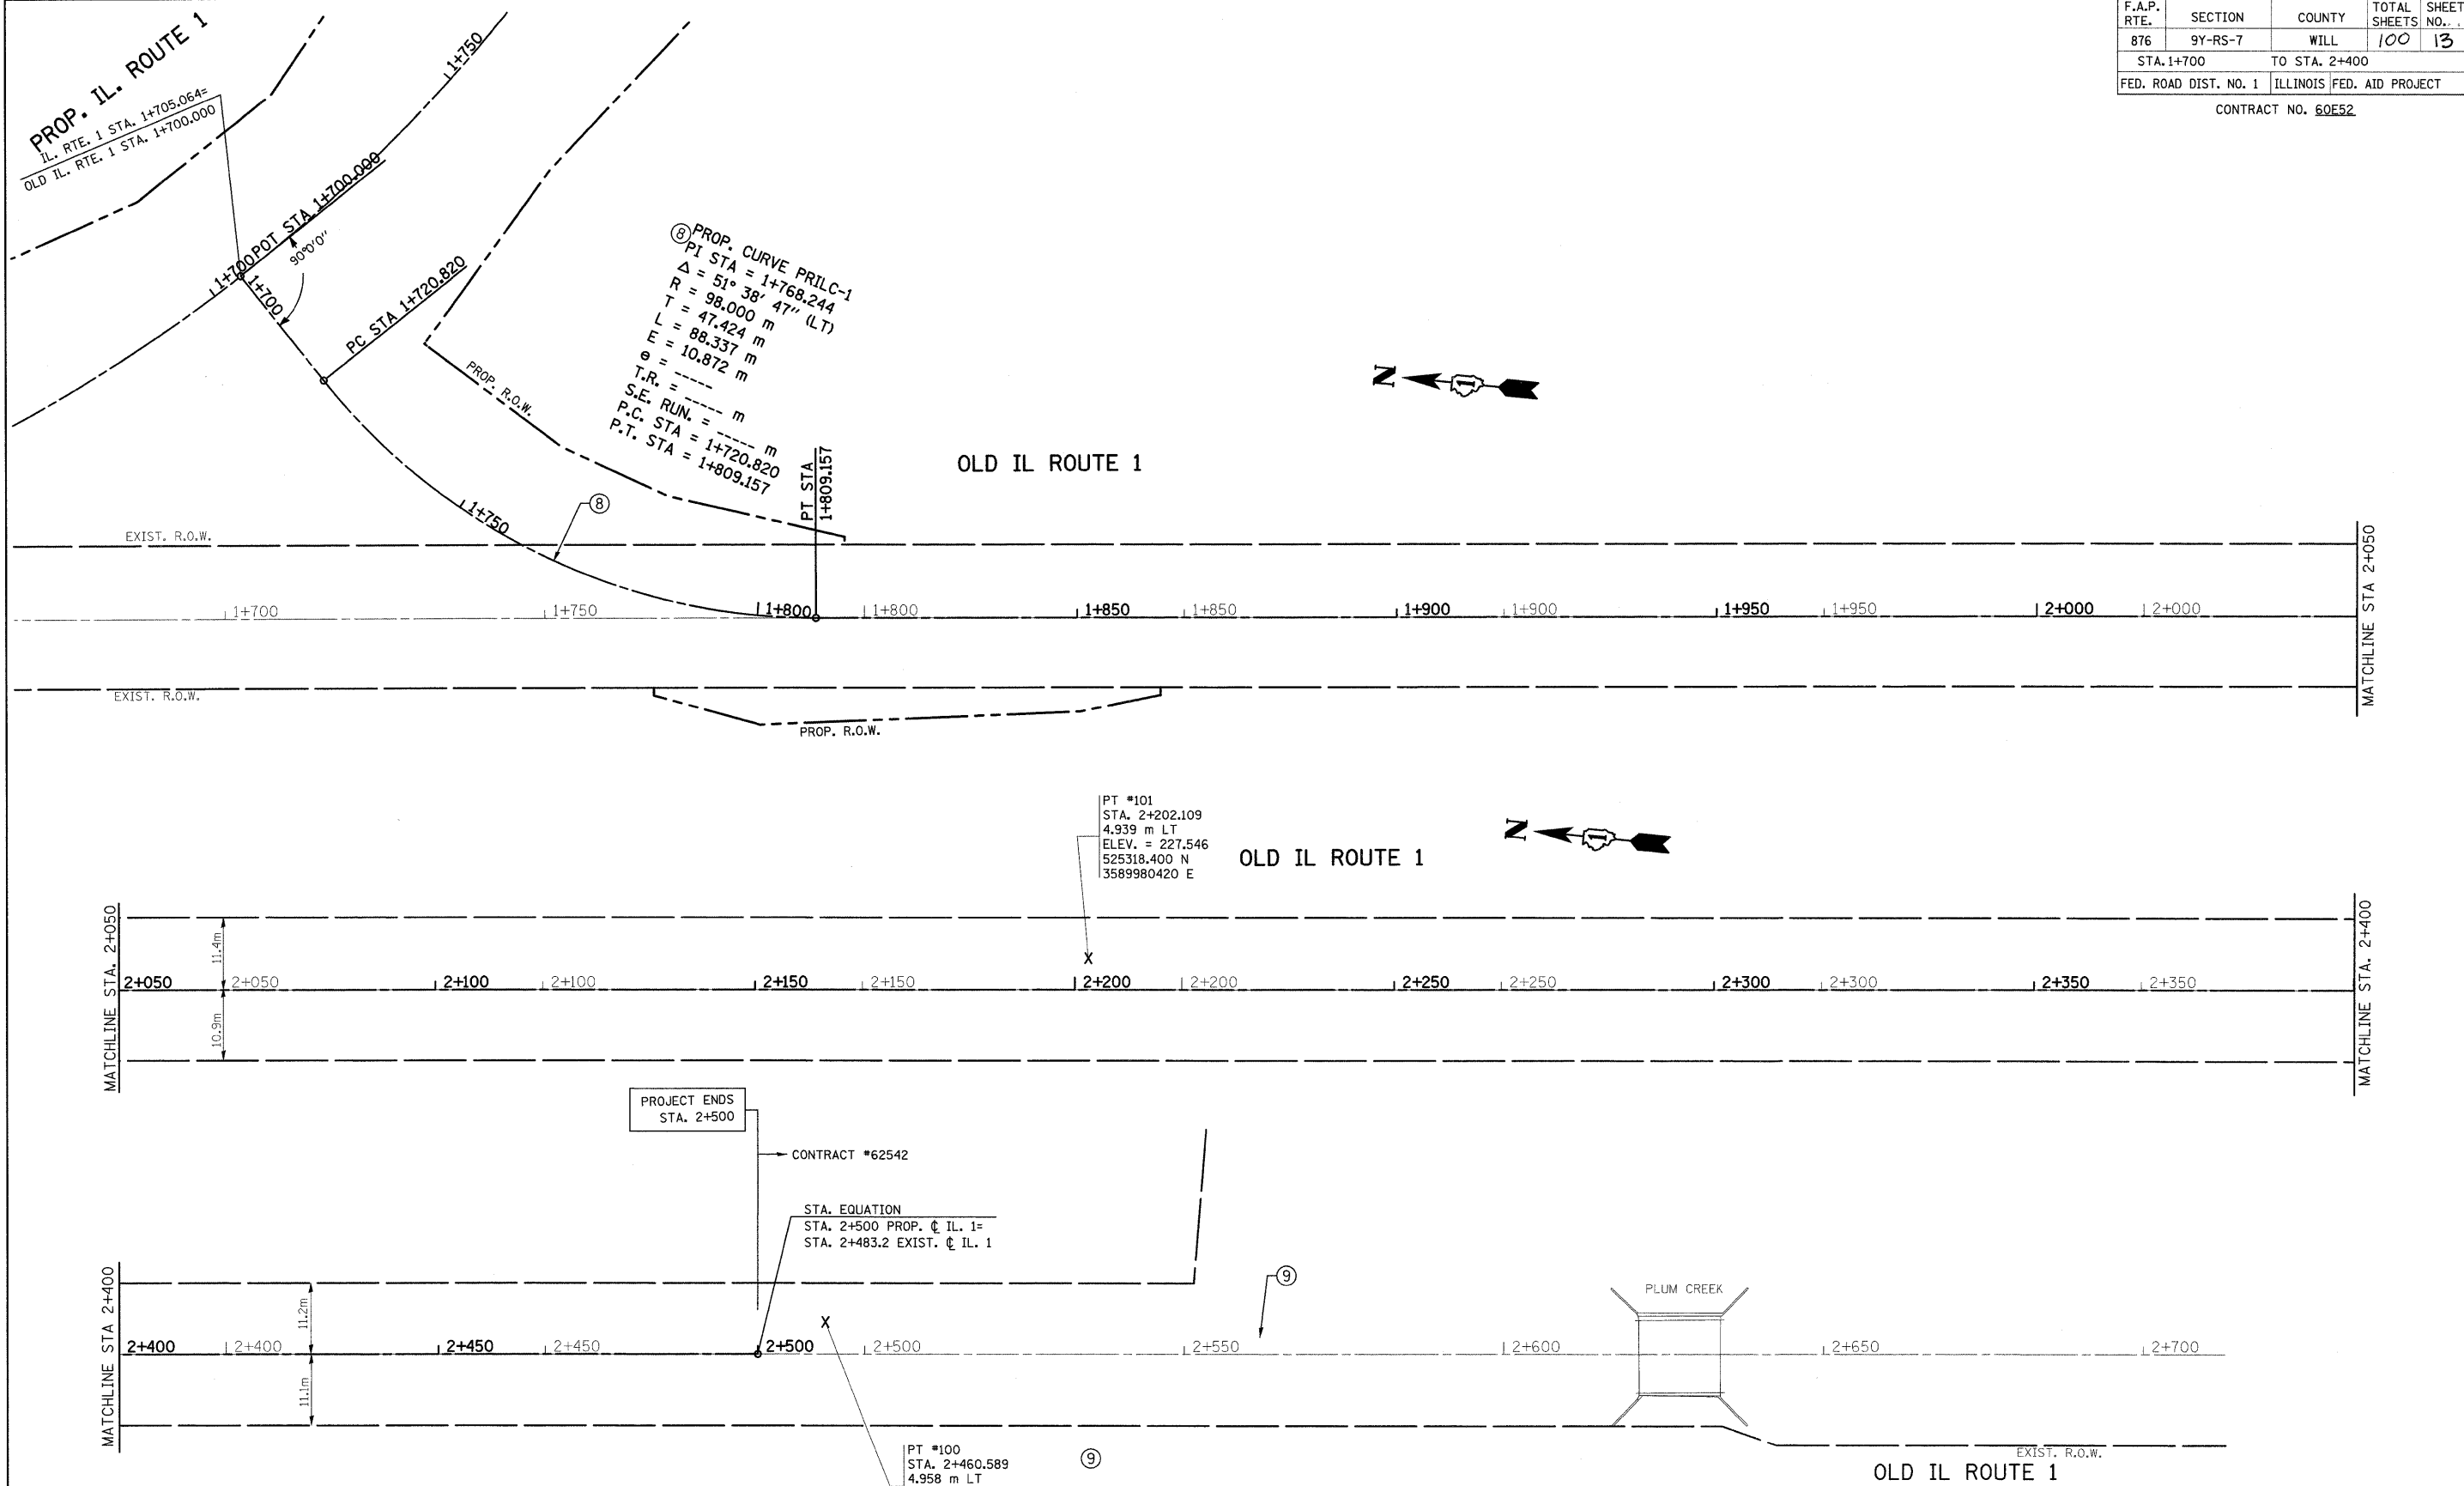 F.A.P. RTE. SECTION COUNTY TOTAL SHEETS SHEET NO.
876 9Y-RS-7 WILL 100 13
STA. 1+700 TO STA. 2+400
FED. ROAD DIST. NO. 1 ILLINOIS FED. AID PROJECT
CONTRACT NO. 60E52
PROP. IL. ROUTE 1
IL. RTE. 1 STA. 1+705.064=
OLD IL. RTE. 1 STA. 1+700.000
1+750
1+700
POT STA 1+700.000
90°0'0"
1+700
PC STA 1+720.820
PROP. R.O.W.
8
PROP. CURVE PRILC-1
PI STA = 1+768.244
Δ = 51° 38' 47" (LT)
R = 98.000 m
T = 47.424 m
L = 88.337 m
E = 10.872 m
e = -----
T.R. = ----- m
S.E. RUN. = ----- m
P.C. STA = 1+720.820
P.T. STA = 1+809.157
PT STA
1+809.157
N
1
OLD IL ROUTE 1
1+750
8
EXIST. R.O.W.
1+700 1+750 1+800 1+800 1+850 1+850 1+900 1+900 1+950 1+950 2+000 2+000
MATCHLINE STA 2+050
EXIST. R.O.W.
PROP. R.O.W.
PT #101
STA. 2+202.109
4.939 m LT
ELEV. = 227.546
525318.400 N
3589980420 E
OLD IL ROUTE 1
N
1
MATCHLINE STA. 2+050
11.4m
X
2+050 2+050 2+100 2+100 2+150 2+150 2+200 2+200 2+250 2+250 2+300 2+300 2+350 2+350
10.9m
MATCHLINE STA. 2+400
PROJECT ENDS
STA. 2+500
CONTRACT #62542
STA. EQUATION
STA. 2+500 PROP. ℄ IL. 1=
STA. 2+483.2 EXIST. ℄ IL. 1
9
PLUM CREEK
MATCHLINE STA 2+400
11.2m
X
2+400 2+400 2+450 2+450 2+500 2+500 2+550 2+600 2+650 2+700
11.1m
PT #100
STA. 2+460.589
4.958 m LT
9
EXIST. R.O.W.
OLD IL ROUTE 1